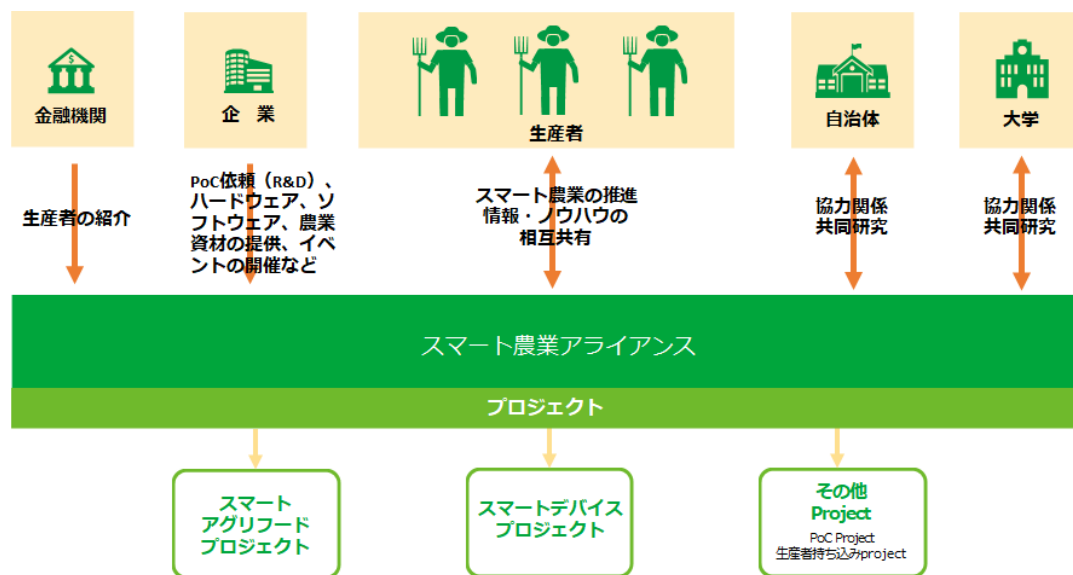 金融機関
企　業
生産者
自治体
大学
生産者の紹介
PoC依頼（R&D）、
ハードウェア、ソ
フトウェア、農業
資材の提供、イベ
ントの開催など
スマート農業の推進
情報・ノウハウの
相互共有
協力関係
共同研究
協力関係
共同研究
スマート農業アライアンス
プロジェクト
スマート
アグリフード
プロジェクト
スマートデバイス
プロジェクト
その他
Project
PoC Project
生産者持ち込みproject